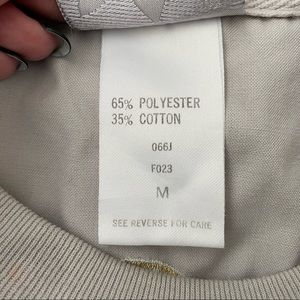 65% POLYESTER
35% COTTON
066J
F023
M
SEE REVERSE FOR CARE